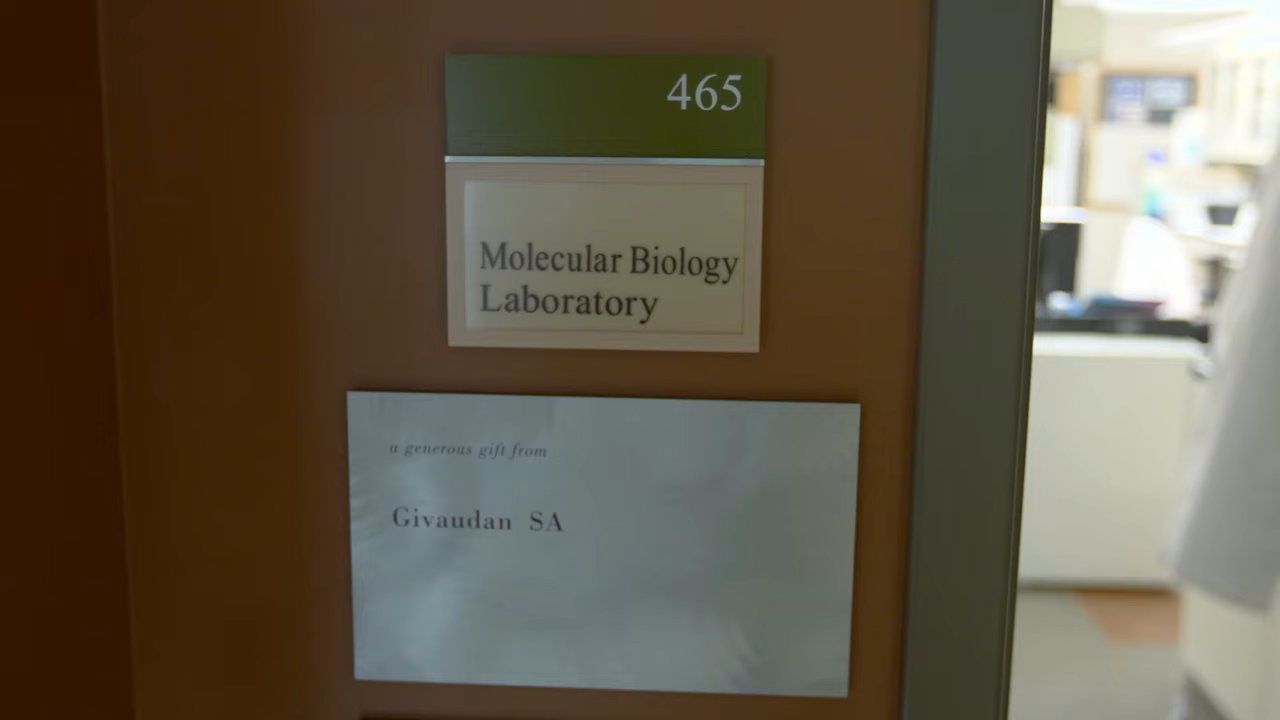 465
Molecular Biology
Laboratory
a generous gift from
Givaudan SA